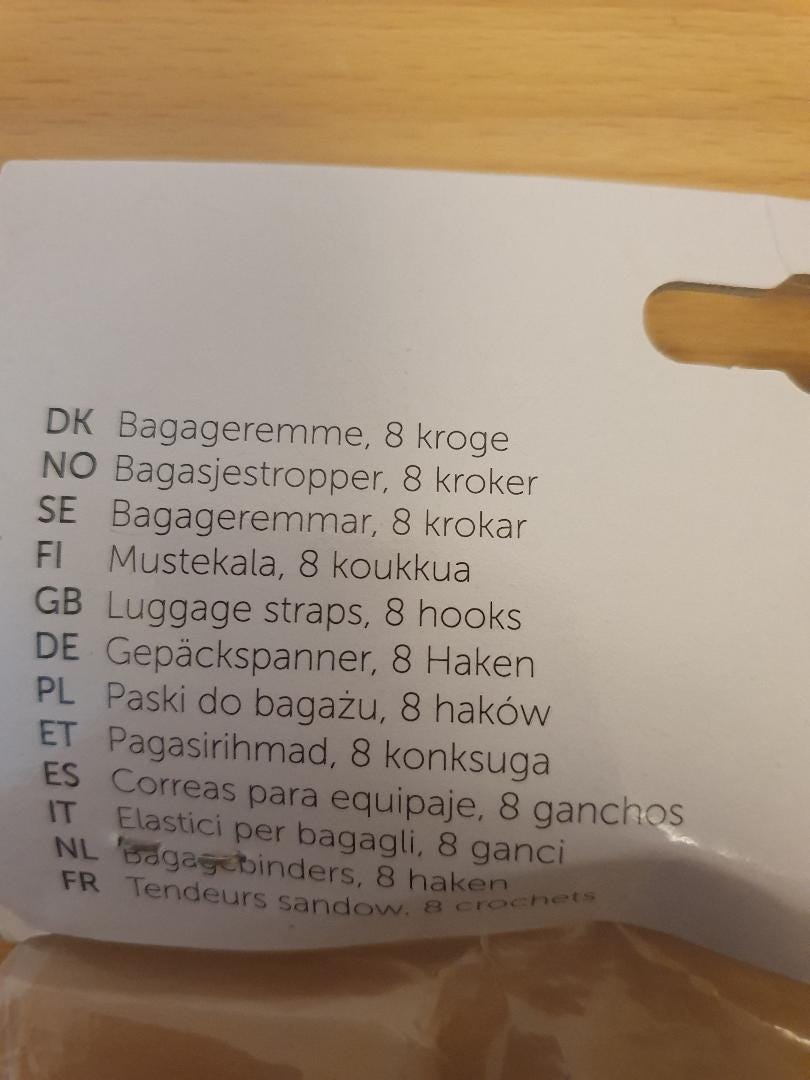 DK Bagageremme, 8 kroge
NO Bagasjestropper, 8 kroker
SE Bagageremmar, 8 krokar
FI Mustekala, 8 koukkua
GB Luggage straps, 8 hooks
DE Gepäckspanner, 8 Haken
PL Paski do bagażu, 8 haków
ET Pagasirihmad, 8 konksuga
ES Correas para equipaje, 8 ganchos
IT Elastici per bagagli, 8 ganci
NL Bagagebinders, 8 haken
FR Tendeurs sandow, 8 crochets